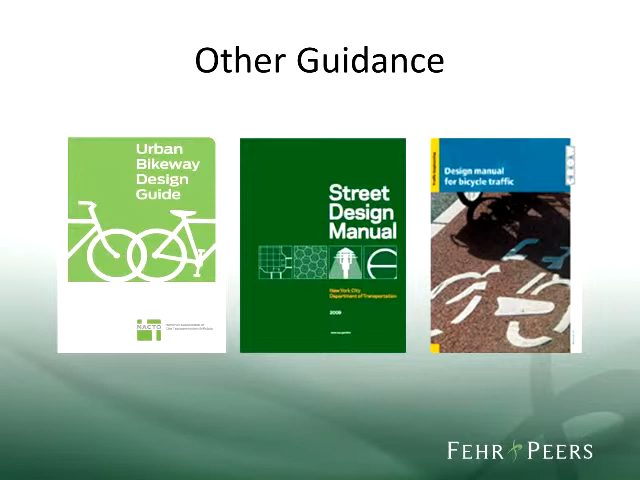 Other Guidance
Urban
Bikeway
Design
Guide
NACTO
Street
Design
Manual
New York City
Department of Transportation
2009
Design manual
for bicycle traffic
FEHR PEERS